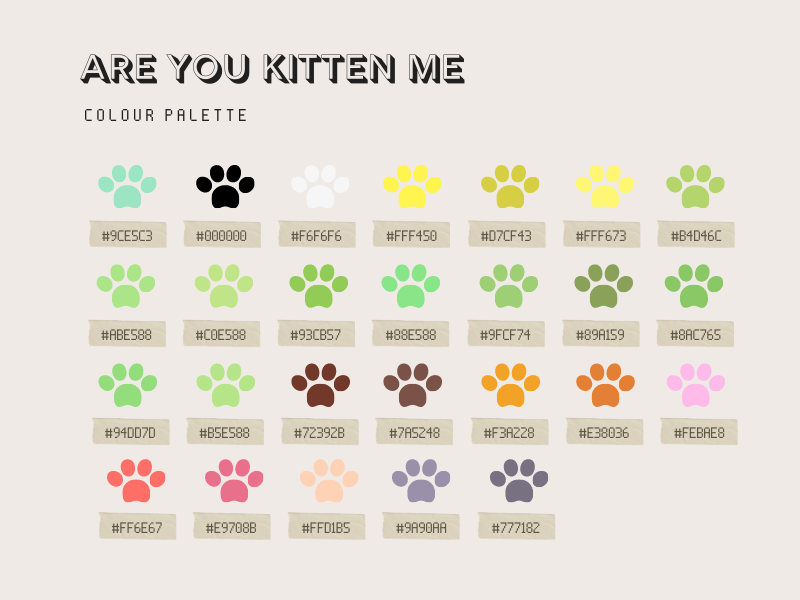 ARE YOU KITTEN ME
COLOUR PALETTE
#9CE5C3 #000000 #F6F6F6 #FFF450 #D7CF43 #FFF673 #B4D46C
#ABE588 #C0E588 #93CB57 #88E588 #9FCF74 #89A159 #8AC765
#94DD7D #B5E588 #72392B #7A5248 #F3A228 #E38036 #FEBAE8
#FF6E67 #E9708B #FFD1B5 #9A90AA #777182